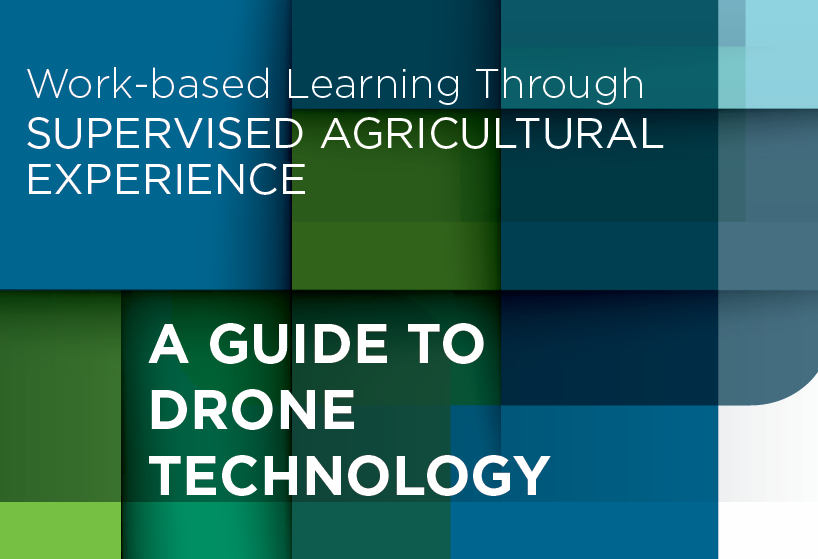 Work-based Learning Through
SUPERVISED AGRICULTURAL
EXPERIENCE
A GUIDE TO
DRONE
TECHNOLOGY